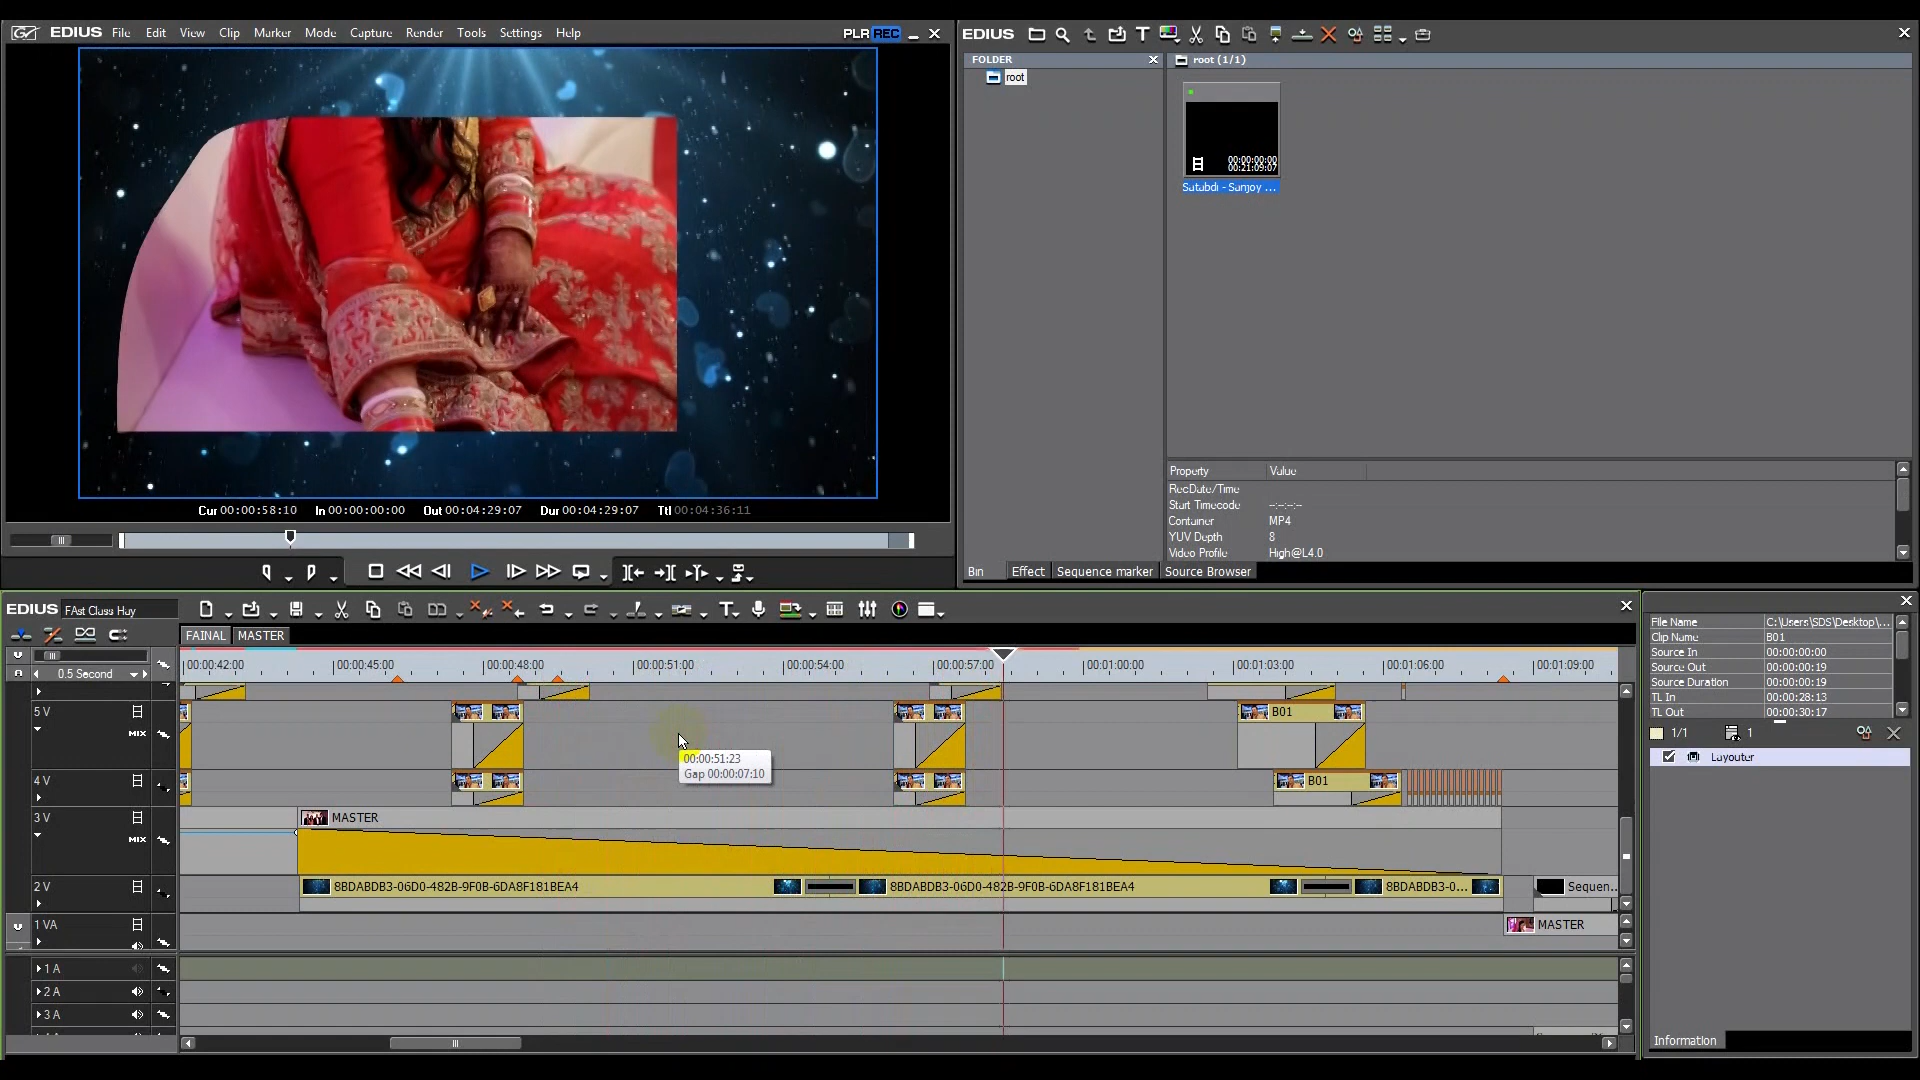 EDIUS File Edit View Clip Marker Mode Capture Render Tools Settings Help PLR REC
Cur 00:00:58:10 In 00:00:00:00 Out 00:04:29:07 Dur 00:04:29:07 Ttl 00:04:36:11
EDIUS
FOLDER
root
root (1/1)
00:00:00:00
00:21:09:07
Satabdi - Sanjoy ...
Property Value
RecDate/Time
Start Timecode --:--:--:--
Container MP4
YUV Depth 8
Video Profile High@L4.0
Bin Effect Sequence marker Source Browser
EDIUS FAst Class Huy
FAINAL MASTER
0.5 Second
00:00:42:00 00:00:45:00 00:00:48:00 00:00:51:00 00:00:54:00 00:00:57:00 00:01:00:00 00:01:03:00 00:01:06:00 00:01:09:00
5 V B01
MIX
00:00:51:23
Gap 00:00:07:10
4 V B01
3 V MASTER
MIX
2 V 8BDABDB3-06D0-482B-9F0B-6DA8F181BEA4 8BDABDB3-06D0-482B-9F0B-6DA8F181BEA4 8BDABDB3-0... Sequen...
1 VA MASTER
1 A
2 A
3 A
File Name C:\Users\SDS\Desktop\...
Clip Name B01
Source In 00:00:00:00
Source Out 00:00:00:19
Source Duration 00:00:00:19
TL In 00:00:28:13
TL Out 00:00:30:17
1/1 1
Layouter
Information